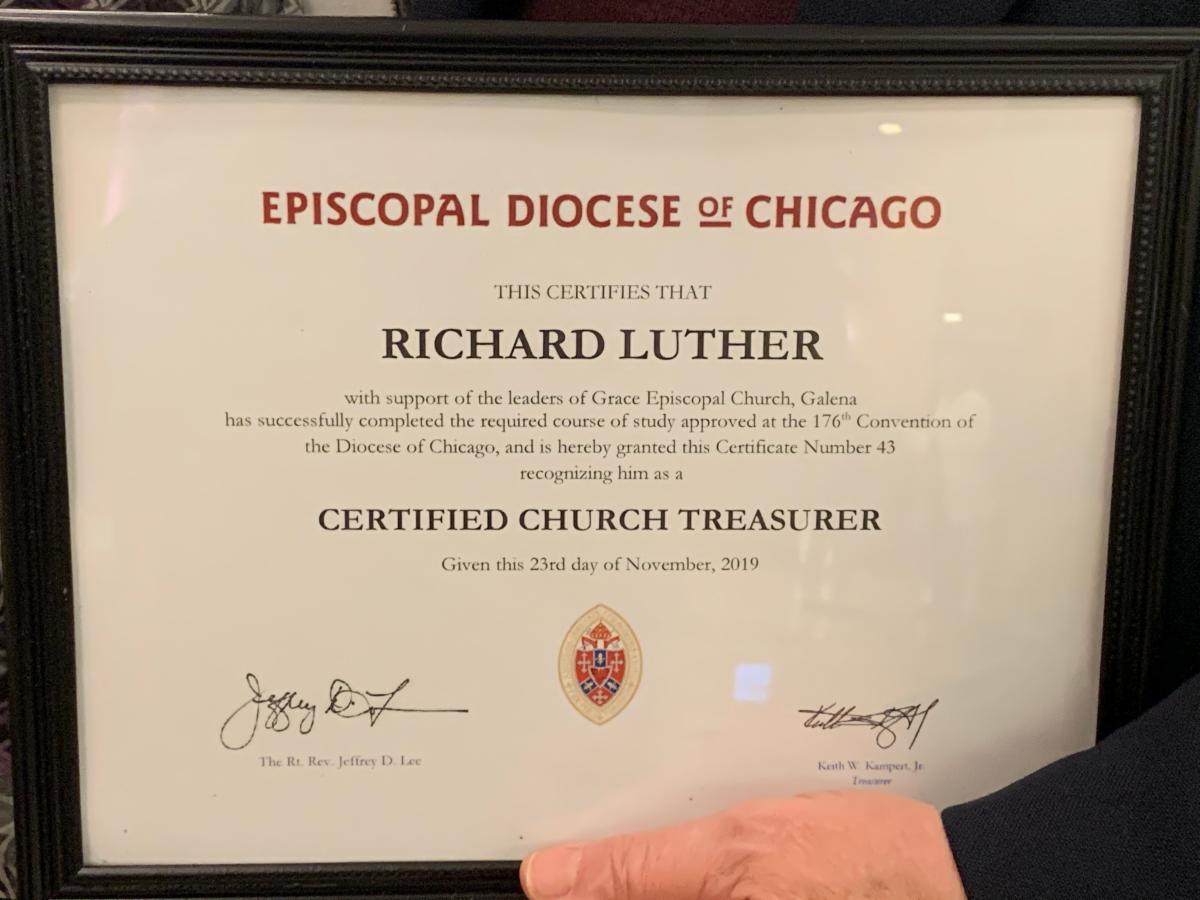 EPISCOPAL DIOCESE OF CHICAGO
THIS CERTIFIES THAT
RICHARD LUTHER
with support of the leaders of Grace Episcopal Church, Galena
has successfully completed the required course of study approved at the 176th Convention of
the Diocese of Chicago, and is hereby granted this Certificate Number 43
recognizing him as a
CERTIFIED CHURCH TREASURER
Given this 23rd day of November, 2019
Jeffrey D. L
The Rt. Rev. Jeffrey D. Lee
Keith W. Kampert, Jr.
Treasurer